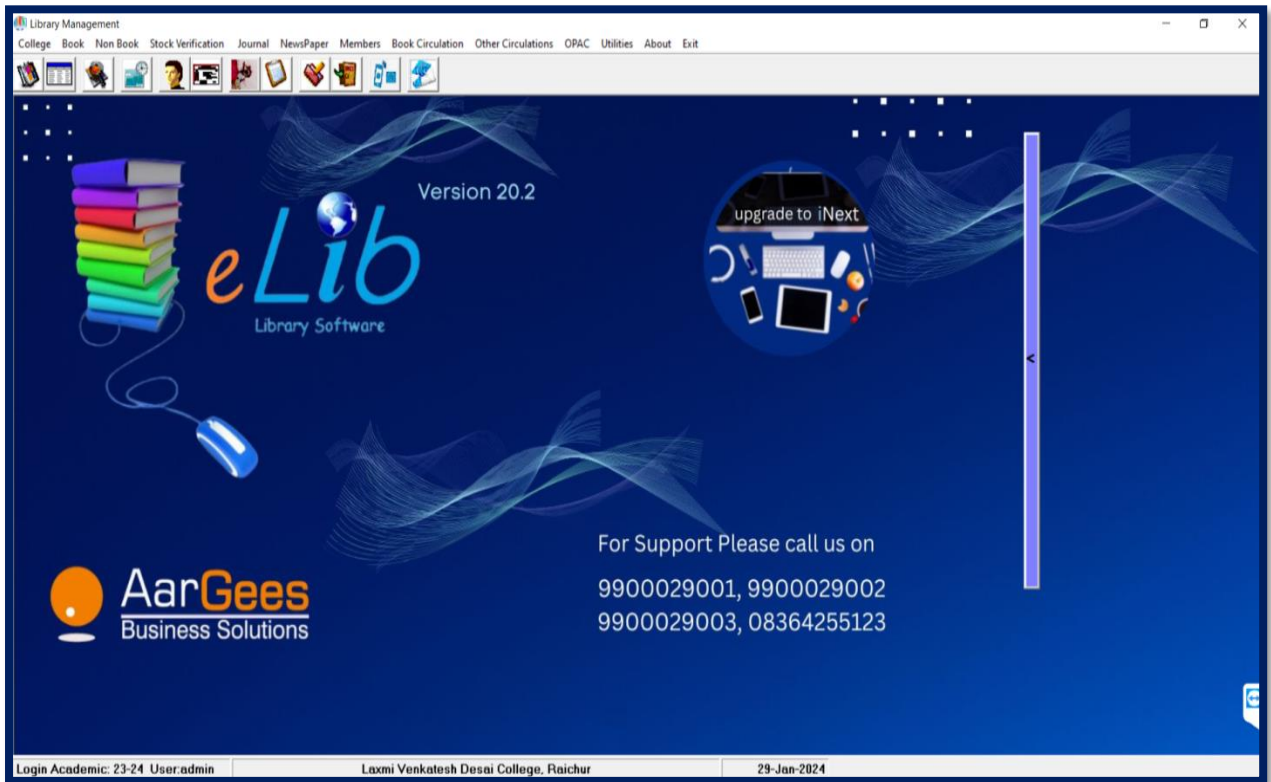 Library Management
College Book Non Book Stock Verification Journal NewsPaper Members Book Circulation Other Circulations OPAC Utilities About Exit
Version 20.2
eLib
Library Software
upgrade to iNext
<
For Support Please call us on
9900029001, 9900029002
9900029003, 08364255123
AarGees
Business Solutions
Login Academic: 23-24 User:admin Laxmi Venkatesh Desai College, Raichur 29-Jan-2024